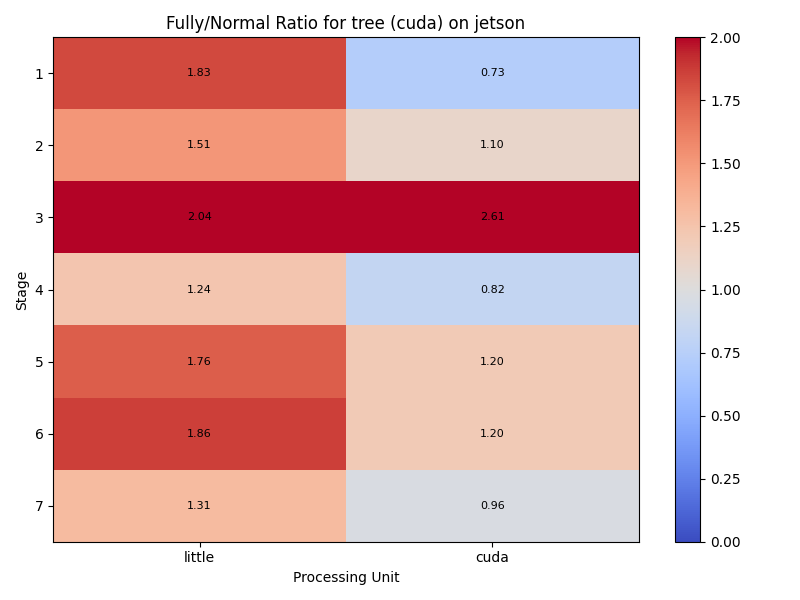 Fully/Normal Ratio for tree (cuda) on jetson
Stage
1 1.83 0.73
2 1.51 1.10
3 2.04 2.61
4 1.24 0.82
5 1.76 1.20
6 1.86 1.20
7 1.31 0.96
little cuda
Processing Unit
2.00
1.75
1.50
1.25
1.00
0.75
0.50
0.25
0.00